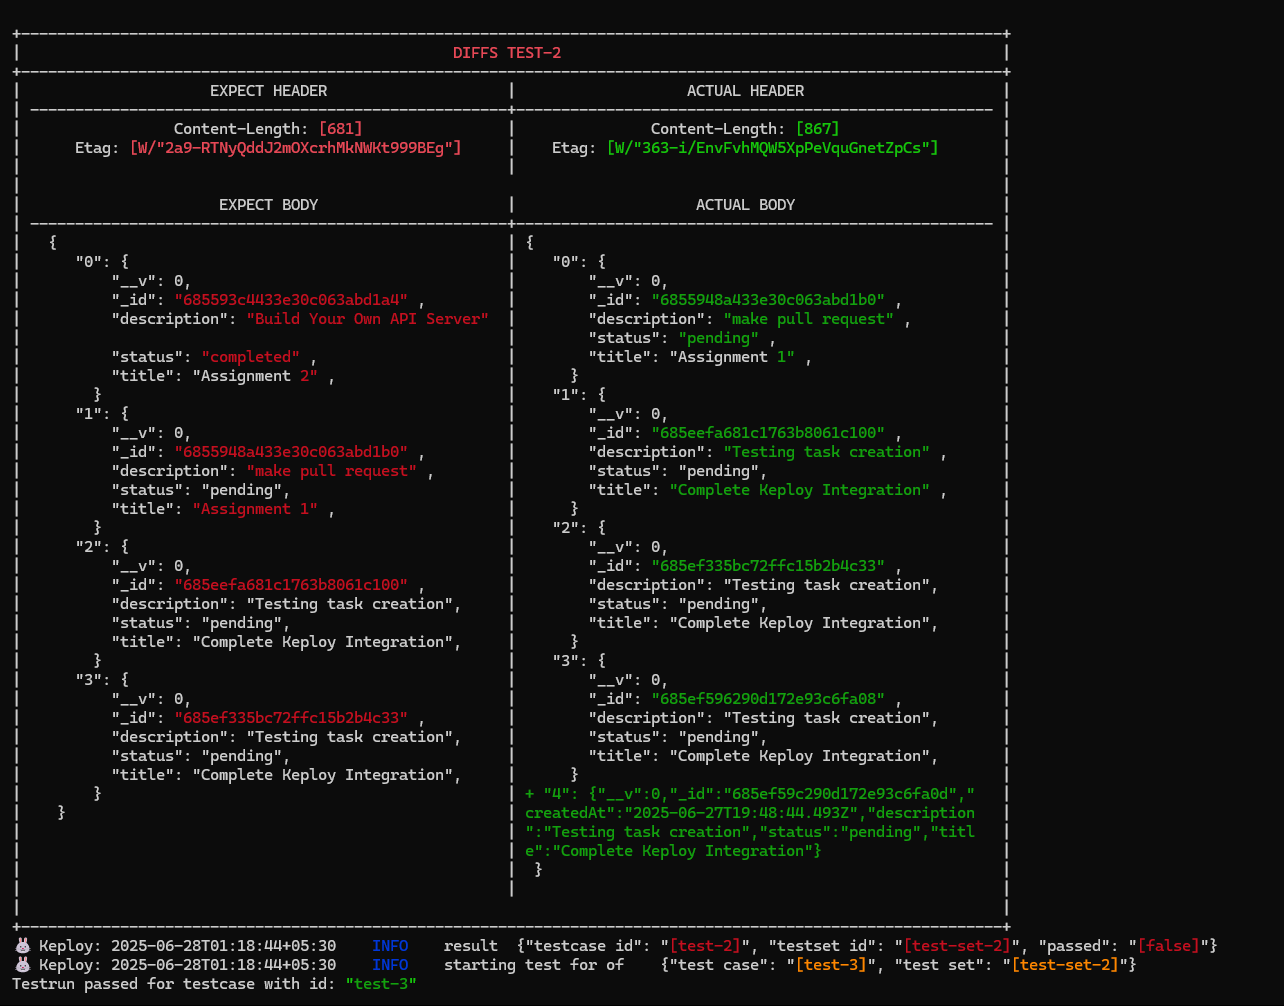 DIFFS TEST-2
EXPECT HEADER | ACTUAL HEADER
Content-Length: [681] | Content-Length: [867]
Etag: [W/"2a9-RTNyQddJ2mOXcrhMkNWKt999BEg"] | Etag: [W/"363-i/EnvFvhMQW5XpPeVquGnetZpCs"]
EXPECT BODY | ACTUAL BODY
{ | {
"0": { | "0": {
"__v": 0, | "__v": 0,
"_id": "685593c4433e30c063abd1a4" , | "_id": "6855948a433e30c063abd1b0" ,
"description": "Build Your Own API Server" | "description": "make pull request" ,
| "status": "pending" ,
"status": "completed" , | "title": "Assignment 1" ,
"title": "Assignment 2" , | }
} | "1": {
"1": { | "__v": 0,
"__v": 0, | "_id": "685eefa681c1763b8061c100" ,
"_id": "6855948a433e30c063abd1b0" , | "description": "Testing task creation" ,
"description": "make pull request" , | "status": "pending",
"status": "pending", | "title": "Complete Keploy Integration" ,
"title": "Assignment 1" , | }
} | "2": {
"2": { | "__v": 0,
"__v": 0, | "_id": "685ef335bc72ffc15b2b4c33" ,
"_id": "685eefa681c1763b8061c100" , | "description": "Testing task creation",
"description": "Testing task creation", | "status": "pending",
"status": "pending", | "title": "Complete Keploy Integration",
"title": "Complete Keploy Integration", | }
} | "3": {
"3": { | "__v": 0,
"__v": 0, | "_id": "685ef596290d172e93c6fa08" ,
"_id": "685ef335bc72ffc15b2b4c33" , | "description": "Testing task creation",
"description": "Testing task creation", | "status": "pending",
"status": "pending", | "title": "Complete Keploy Integration",
"title": "Complete Keploy Integration", | }
} | + "4": {"__v":0,"_id":"685ef59c290d172e93c6fa0d","
} | createdAt":"2025-06-27T19:48:44.493Z","description
| ":"Testing task creation","status":"pending","titl
| e":"Complete Keploy Integration"}
| }
🐰 Keploy: 2025-06-28T01:18:44+05:30 INFO result {"testcase id": "[test-2]", "testset id": "[test-set-2]", "passed": "[false]"}
🐰 Keploy: 2025-06-28T01:18:44+05:30 INFO starting test for of {"test case": "[test-3]", "test set": "[test-set-2]"}
Testrun passed for testcase with id: "test-3"